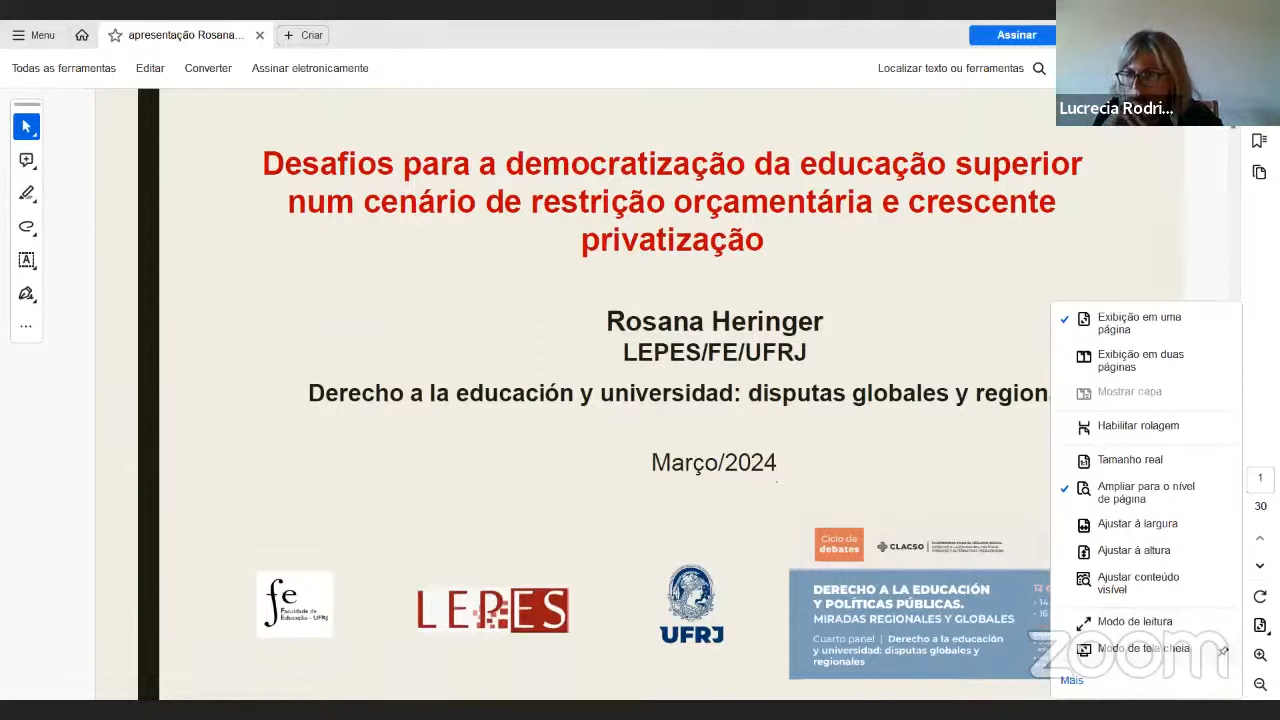 Menu
apresentação Rosana...
Criar
Assinar
Todas as ferramentas
Editar
Converter
Assinar eletronicamente
Localizar texto ou ferramentas
Lucrecia Rodri...
Desafios para a democratização da educação superior
num cenário de restrição orçamentária e crescente
privatização
Rosana Heringer
LEPES/FE/UFRJ
Derecho a la educación y universidad: disputas globales y region
Março/2024
Exibição em uma
página
Exibição em duas
páginas
Mostrar capa
Habilitar rolagem
Tamanho real
Ampliar para o nível
de página
Ajustar à largura
Ajustar à altura
Ajustar conteúdo
visível
Modo de leitura
Modo de tela cheia
Mais
1
30
fe
Faculdade de
Educação - UFRJ
LEPES
UFRJ
Ciclo de
debates
CLACSO
DERECHO A LA EDUCACIÓN
Y POLÍTICAS PÚBLICAS.
MIRADAS REGIONALES Y GLOBALES
Cuarto panel | Derecho a la educación
y universidad: disputas globales y
regionales
zoom